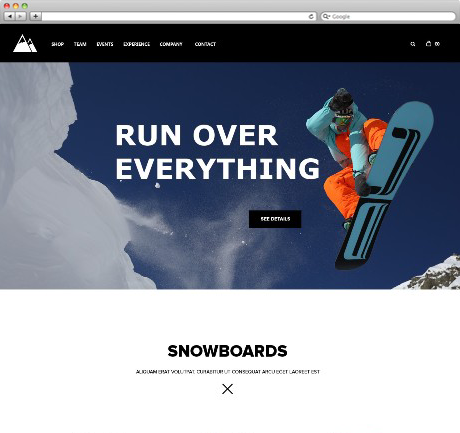 Google
SHOP TEAM EVENTS EXPERIENCE COMPANY CONTACT
RUN OVER
EVERYTHING
SEE DETAILS
SNOWBOARDS
ALIQUAM ERAT VOLUTPAT. CURABITUR UT CONSEQUAT ARCU EGET LAOREET EST